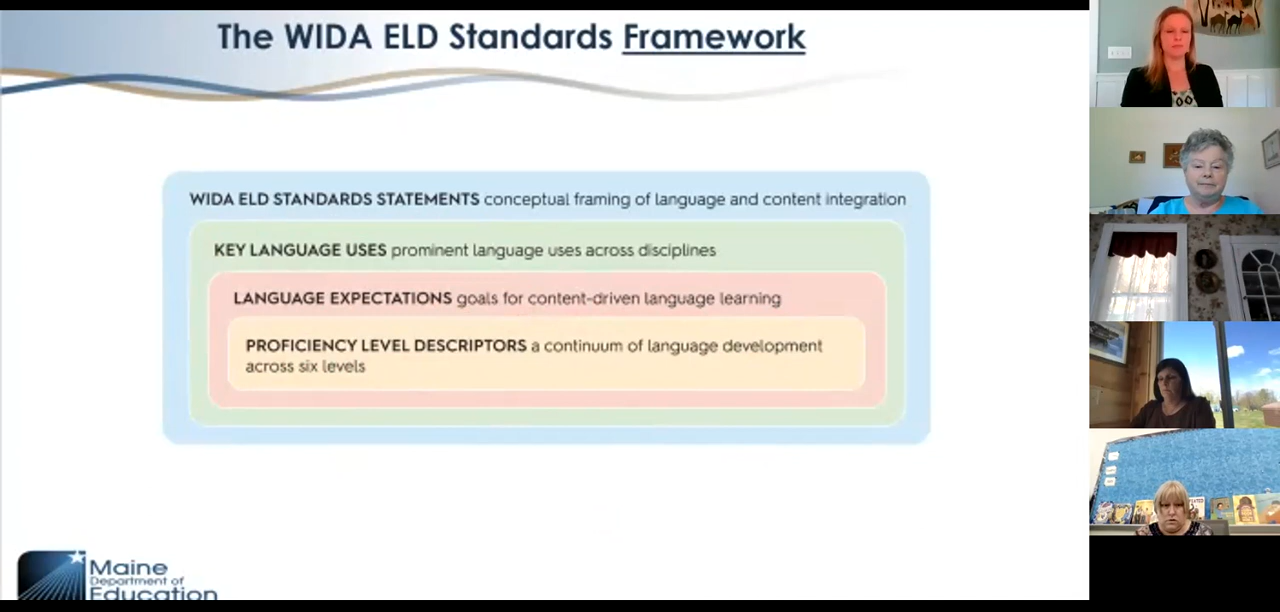 The WIDA ELD Standards Framework
WIDA ELD STANDARDS STATEMENTS conceptual framing of language and content integration
KEY LANGUAGE USES prominent language uses across disciplines
LANGUAGE EXPECTATIONS goals for content-driven language learning
PROFICIENCY LEVEL DESCRIPTORS a continuum of language development
across six levels
Maine
Department of
Education